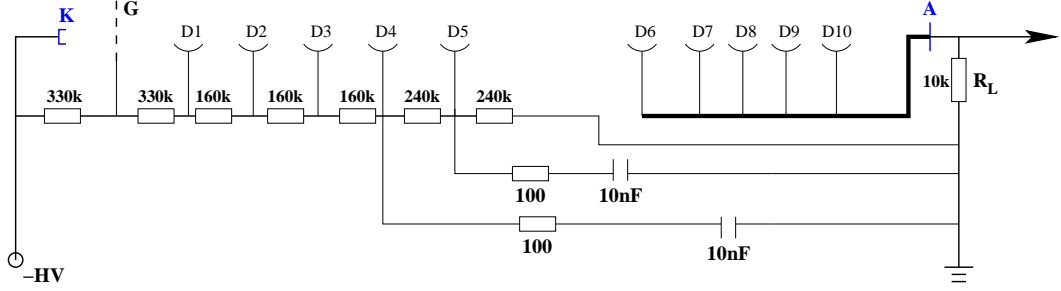 G
K
A
D1 D2 D3 D4 D5 D6 D7 D8 D9 D10
330k 330k 160k 160k 160k 240k 240k
10k R_L
100 10nF
100 10nF
–HV